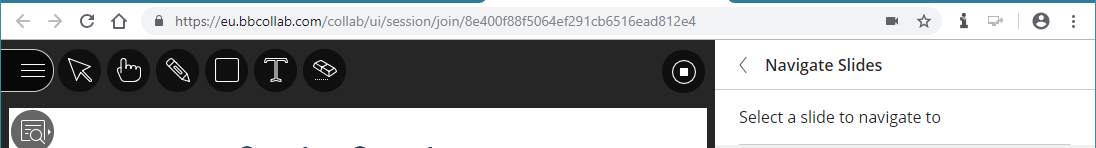 https://eu.bbcollab.com/collab/ui/session/join/8e400f88f5064ef291cb6516ead812e4
Navigate Slides
T
Select a slide to navigate to